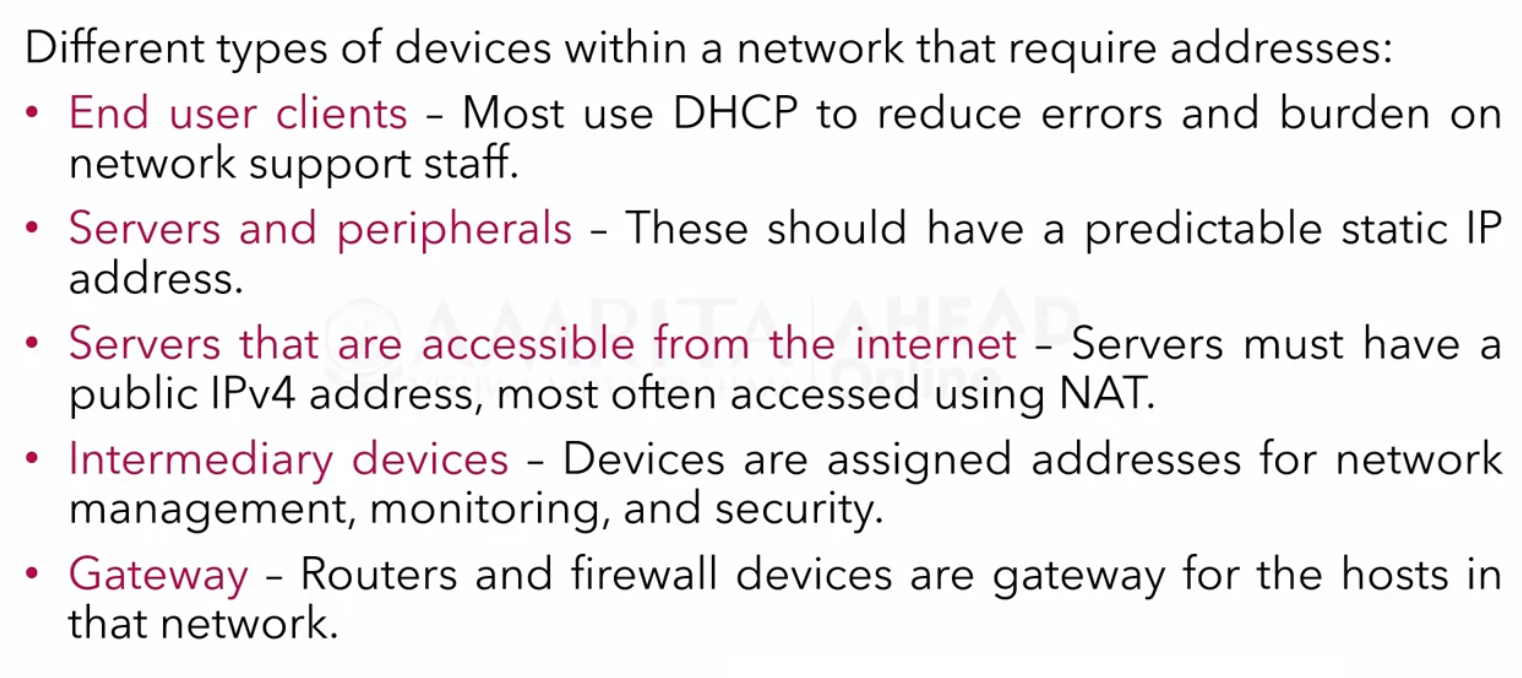 Different types of devices within a network that require addresses:
• End user clients – Most use DHCP to reduce errors and burden on
network support staff.
• Servers and peripherals – These should have a predictable static IP
address.
• Servers that are accessible from the internet – Servers must have a
public IPv4 address, most often accessed using NAT.
• Intermediary devices – Devices are assigned addresses for network
management, monitoring, and security.
• Gateway – Routers and firewall devices are gateway for the hosts in
that network.
AMRITA AHEAD
Online